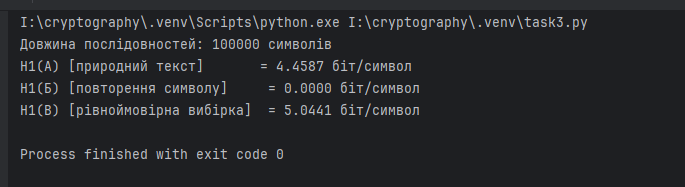 I:\cryptography\.venv\Scripts\python.exe I:\cryptography\.venv\task3.py
Довжина послідовностей: 100000 символів
H1(А) [природний текст]       = 4.4587 біт/символ
H1(Б) [повторення символу]     = 0.0000 біт/символ
H1(В) [рівноймовірна вибірка]  = 5.0441 біт/символ
Process finished with exit code 0